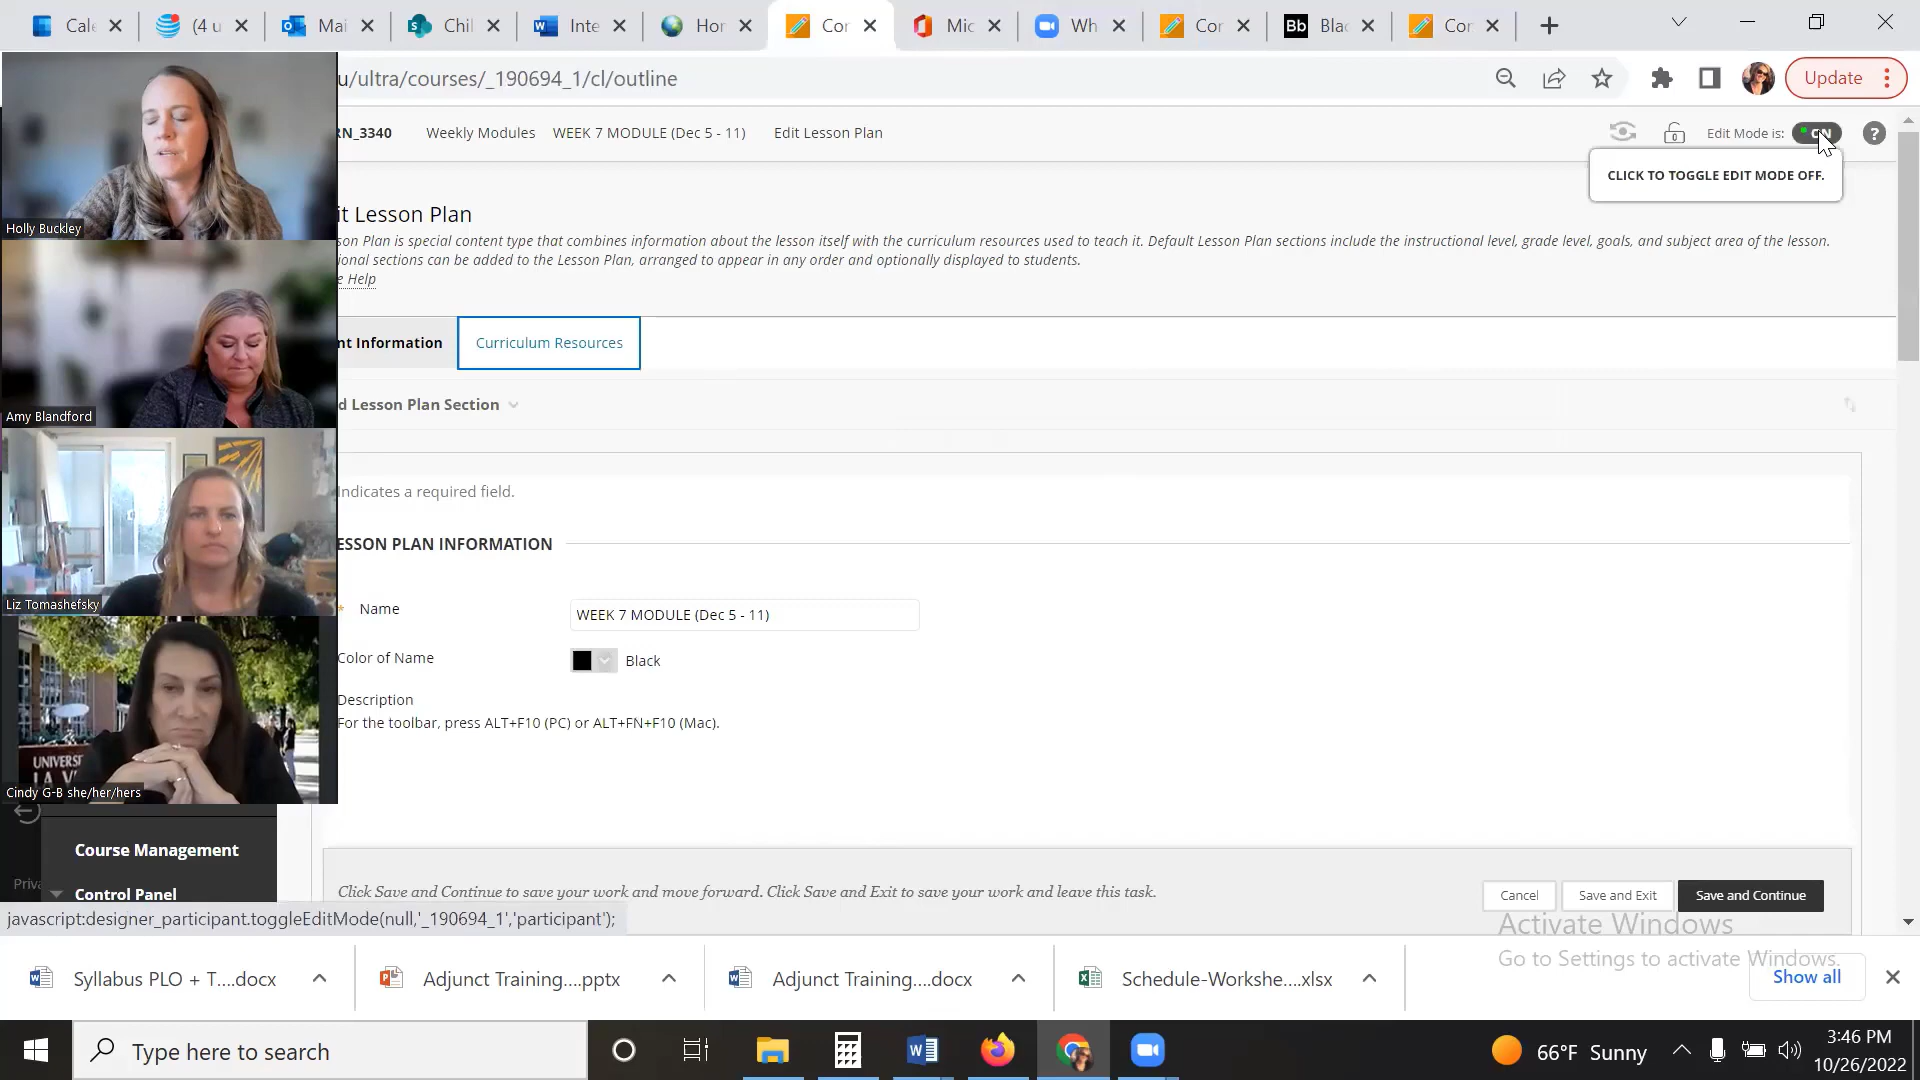 Cale
(4 u
Mai
Chil
Inte
Hor
Cor
Mic
Wh
Cor
Bb
Blac
Cor
u/ultra/courses/_190694_1/cl/outline
Update
RN_3340
Weekly Modules
WEEK 7 MODULE (Dec 5 - 11)
Edit Lesson Plan
Edit Mode is:
ON
?
CLICK TO TOGGLE EDIT MODE OFF.
it Lesson Plan
son Plan is special content type that combines information about the lesson itself with the curriculum resources used to teach it. Default Lesson Plan sections include the instructional level, grade level, goals, and subject area of the lesson.
ional sections can be added to the Lesson Plan, arranged to appear in any order and optionally displayed to students.
e Help
nt Information
Curriculum Resources
d Lesson Plan Section
Indicates a required field.
ESSON PLAN INFORMATION
* Name
WEEK 7 MODULE (Dec 5 - 11)
Color of Name
Black
Description
For the toolbar, press ALT+F10 (PC) or ALT+FN+F10 (Mac).
Holly Buckley
Amy Blandford
Liz Tomashefsky
UNIVERSI
LA V
Cindy G-B she/her/hers
Course Management
Priva
Control Panel
Click Save and Continue to save your work and move forward. Click Save and Exit to save your work and leave this task.
Cancel
Save and Exit
Save and Continue
javascript:designer_participant.toggleEditMode(null,'_190694_1','participant');
Activate Windows
Go to Settings to activate Windows.
Syllabus PLO + T....docx
Adjunct Training....pptx
Adjunct Training....docx
Schedule-Workshe....xlsx
Show all
Type here to search
66°F Sunny
3:46 PM
10/26/2022